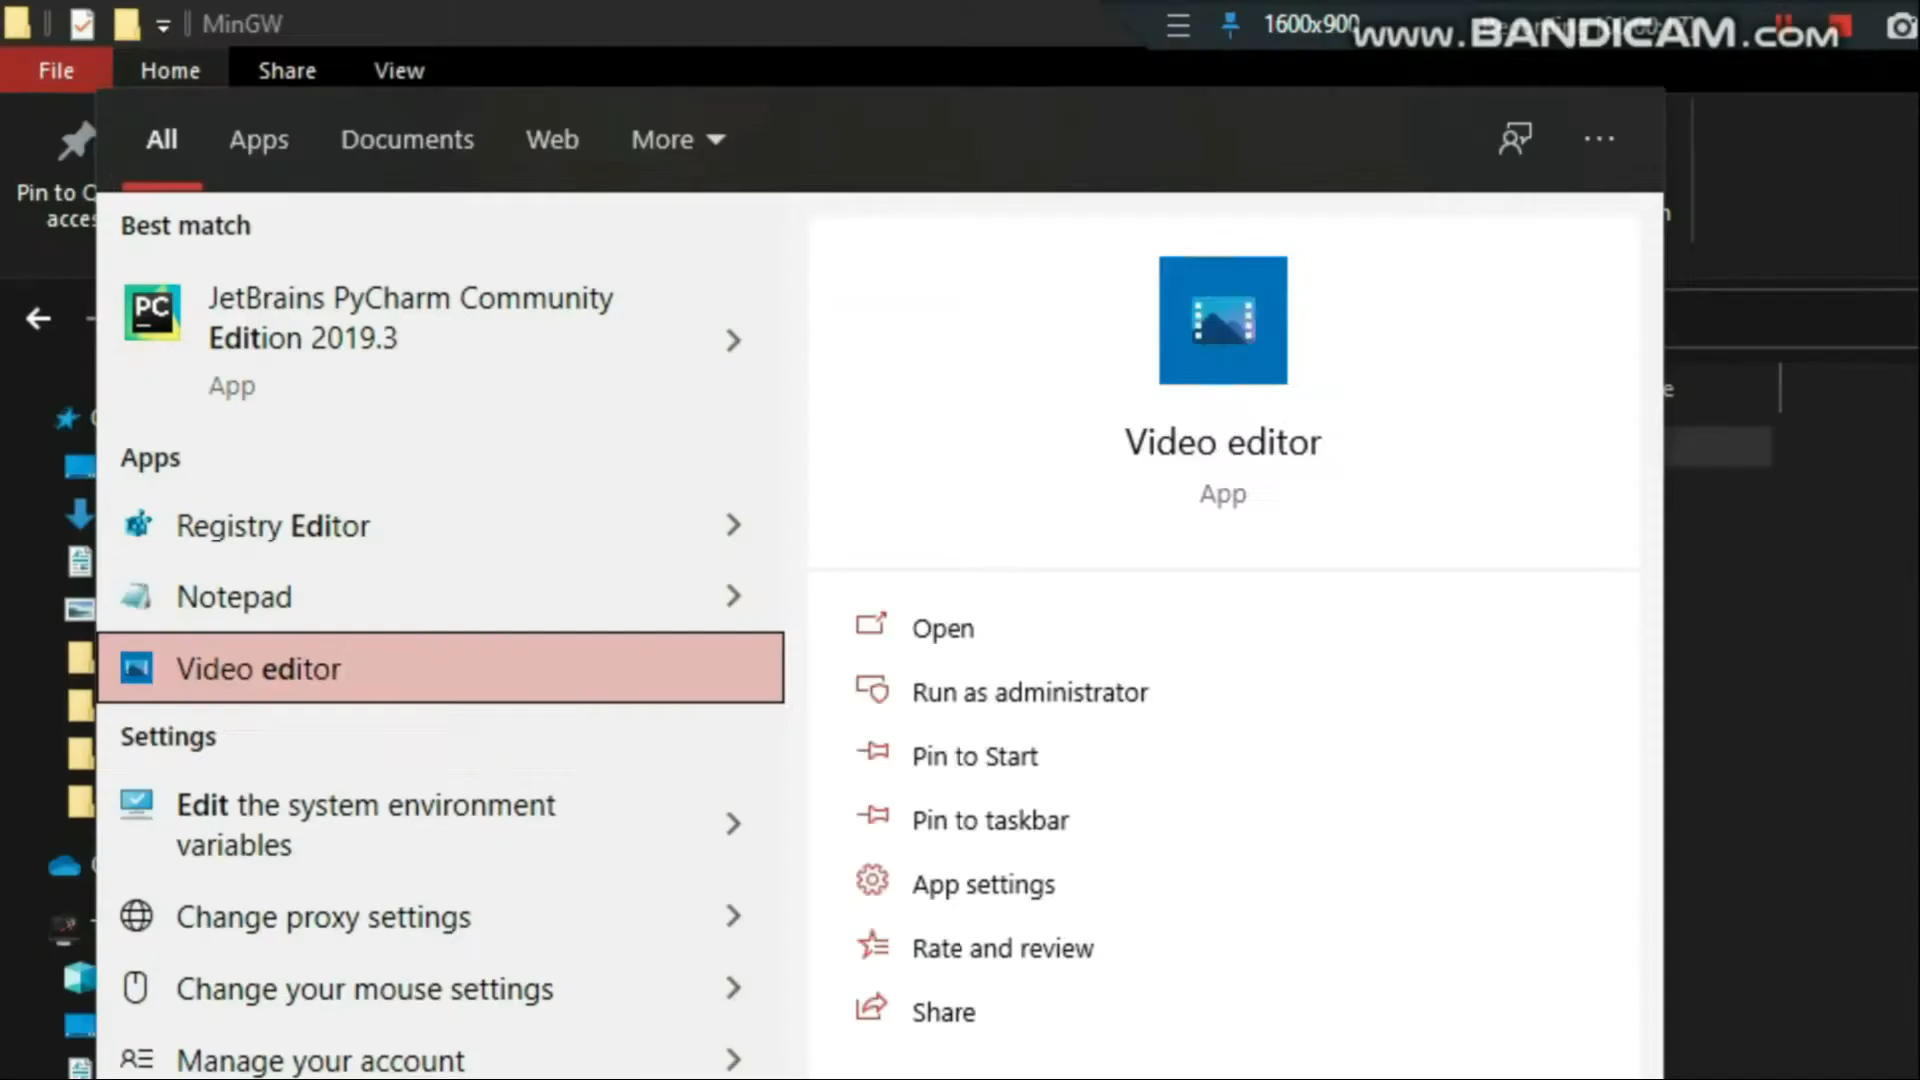 MinGW
1600x900
www.BANDICAM.com
File
Home
Share
View
All
Apps
Documents
Web
More
Pin to
acces
Best match
PC
JetBrains PyCharm Community
Edition 2019.3
App
Apps
Registry Editor
Notepad
Video editor
Settings
Edit the system environment
variables
Change proxy settings
Change your mouse settings
Manage your account
Video editor
App
Open
Run as administrator
Pin to Start
Pin to taskbar
App settings
Rate and review
Share